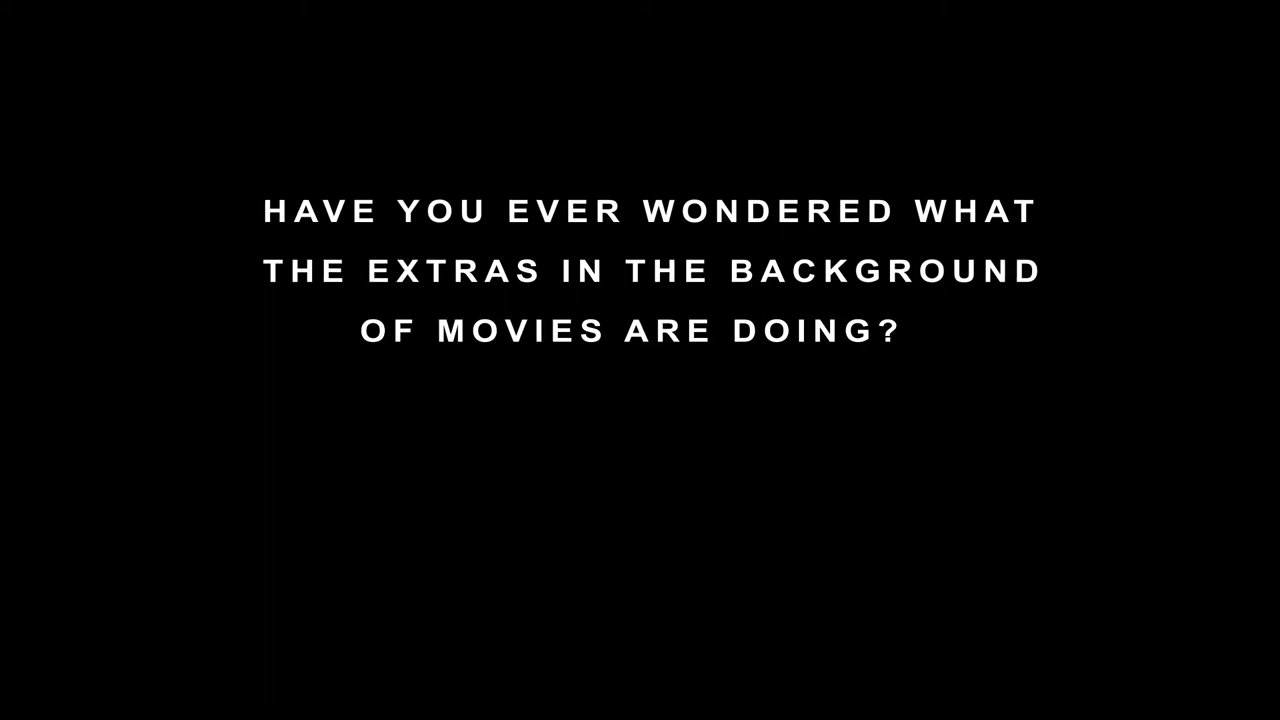 HAVE YOU EVER WONDERED WHAT
THE EXTRAS IN THE BACKGROUND
OF MOVIES ARE DOING?